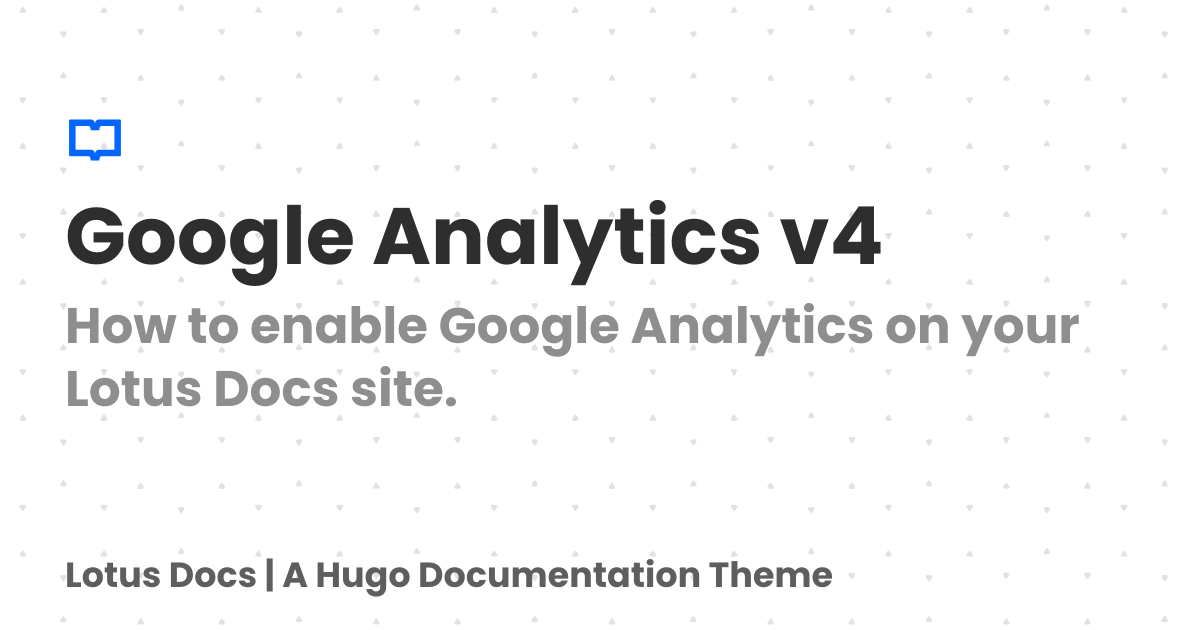 Google Analytics v4
How to enable Google Analytics on your
Lotus Docs site.
Lotus Docs | A Hugo Documentation Theme